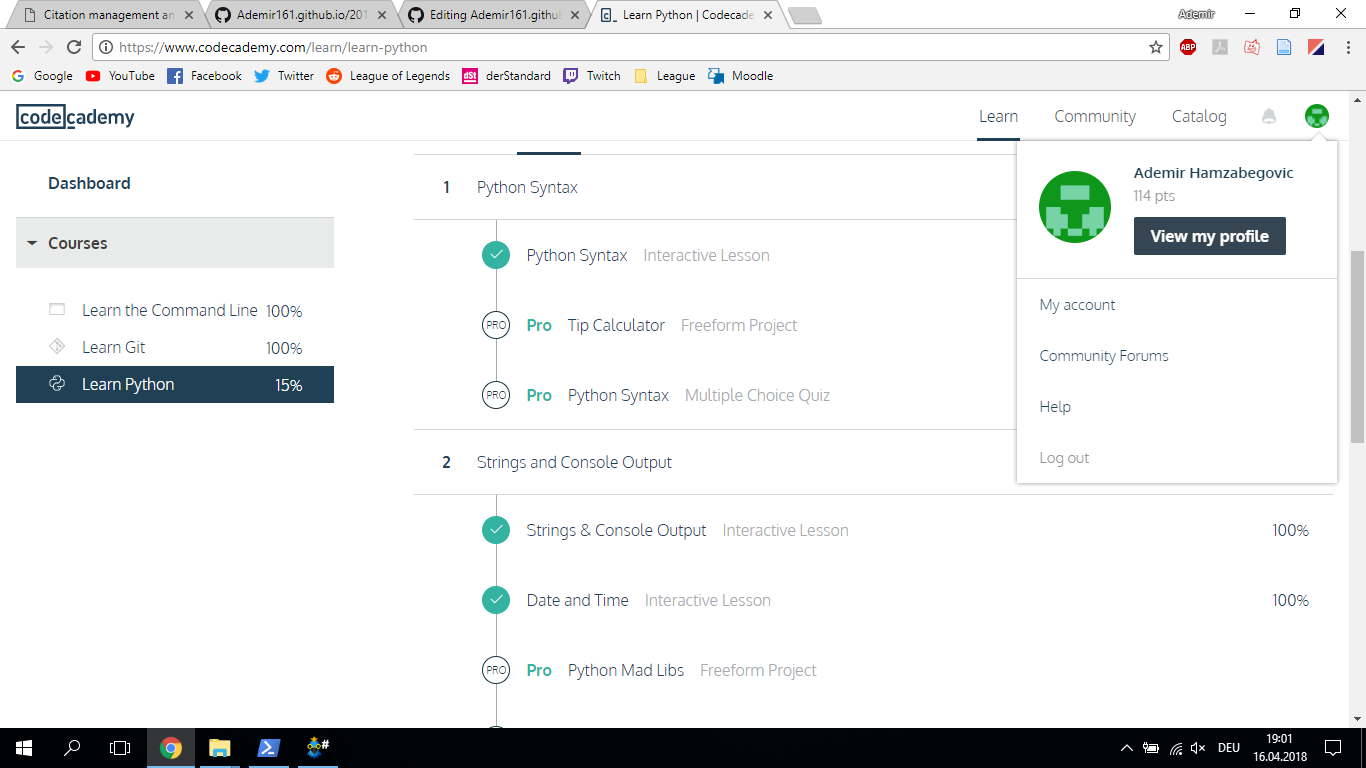 Citation management an
Ademir161.github.io/201
Editing Ademir161.github
Learn Python | Codecade
Ademir
https://www.codecademy.com/learn/learn-python
ABP
Google
YouTube
Facebook
Twitter
League of Legends
dSt
derStandard
Twitch
League
Moodle
codecademy
Learn
Community
Catalog
Dashboard
Courses
Learn the Command Line 100%
Learn Git 100%
Learn Python 15%
1 Python Syntax
Python Syntax Interactive Lesson
PRO Pro Tip Calculator Freeform Project
PRO Pro Python Syntax Multiple Choice Quiz
2 Strings and Console Output
Strings & Console Output Interactive Lesson 100%
Date and Time Interactive Lesson 100%
PRO Pro Python Mad Libs Freeform Project
Ademir Hamzabegovic
114 pts
View my profile
My account
Community Forums
Help
Log out
#
DEU
19:01
16.04.2018